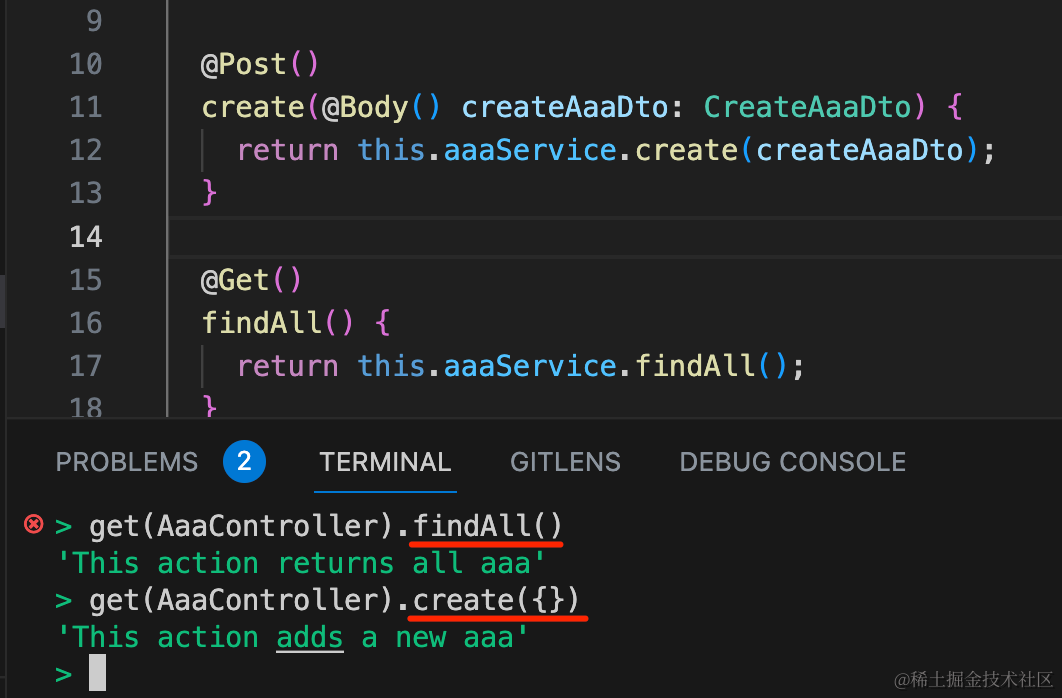 9
10 @Post()
11 create(@Body() createAaaDto: CreateAaaDto) {
12 return this.aaaService.create(createAaaDto);
13 }
14
15 @Get()
16 findAll() {
17 return this.aaaService.findAll();
18 }
PROBLEMS 2 TERMINAL GITLENS DEBUG CONSOLE
> get(AaaController).findAll()
'This action returns all aaa'
> get(AaaController).create({})
'This action adds a new aaa'
>
@稀土掘金技术社区